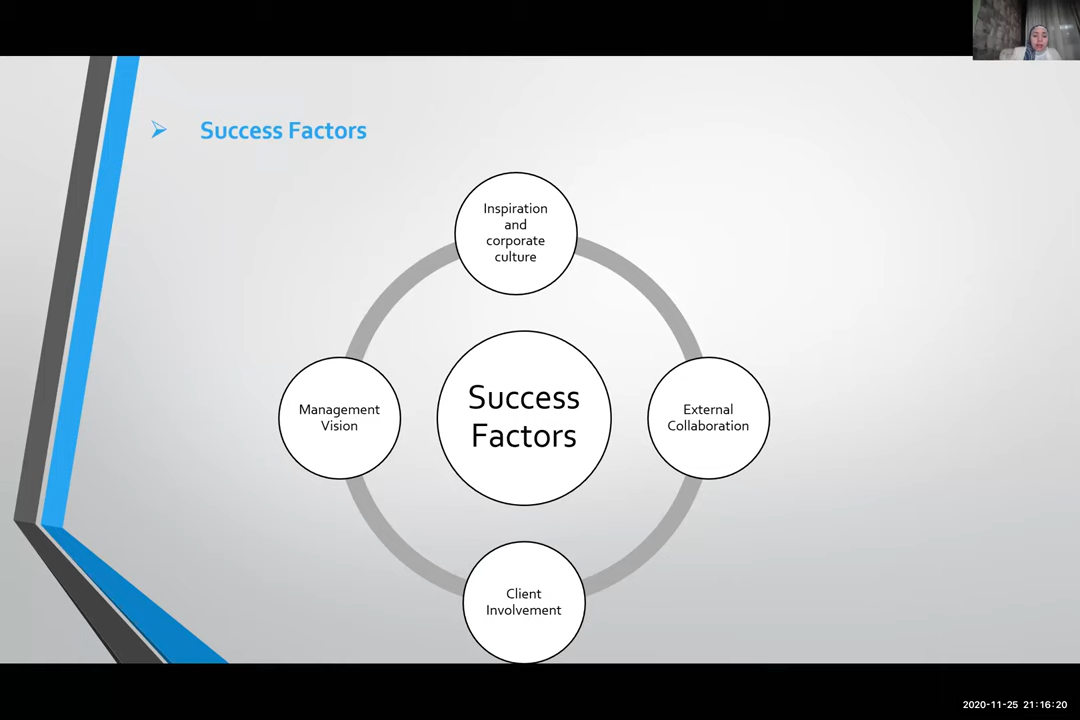 Success Factors
Inspiration
and
corporate
culture
Management
Vision
Success
Factors
External
Collaboration
Client
Involvement
2020-11-25 21:16:20